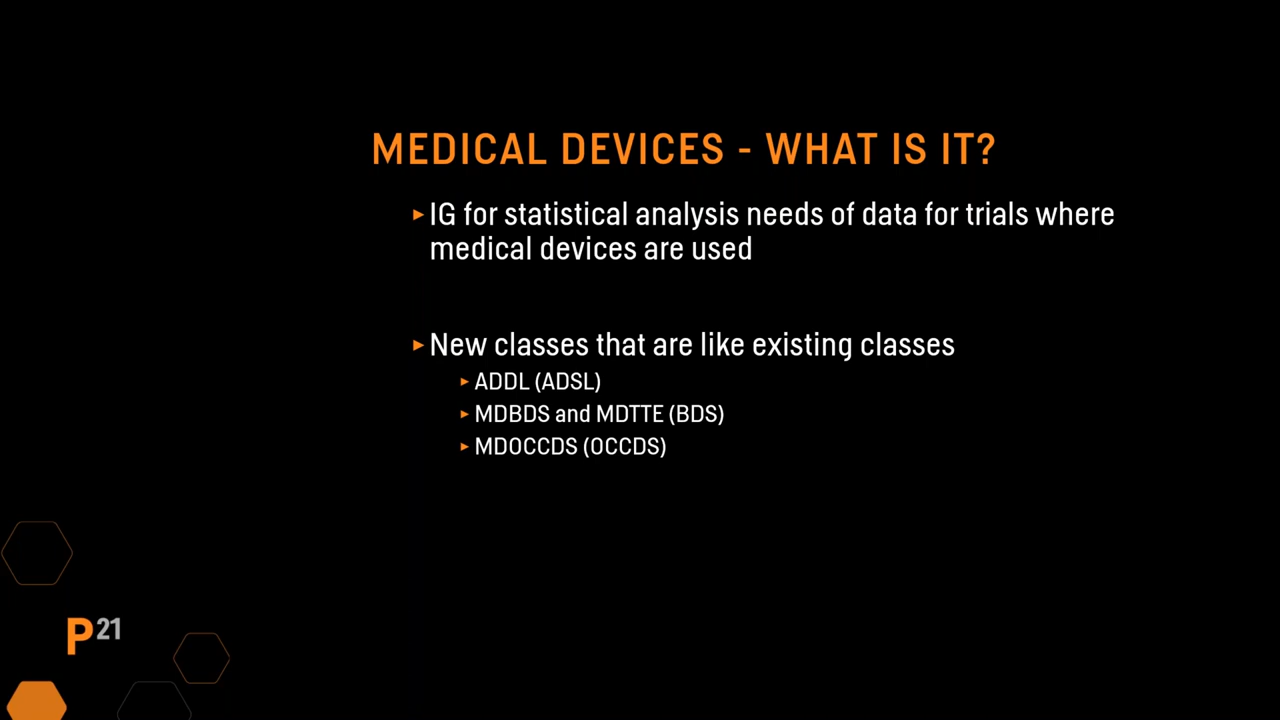 MEDICAL DEVICES - WHAT IS IT?
▸IG for statistical analysis needs of data for trials where
medical devices are used
▸New classes that are like existing classes
▸ADDL (ADSL)
▸MDBDS and MDTTE (BDS)
▸MDOCCDS (OCCDS)
P21